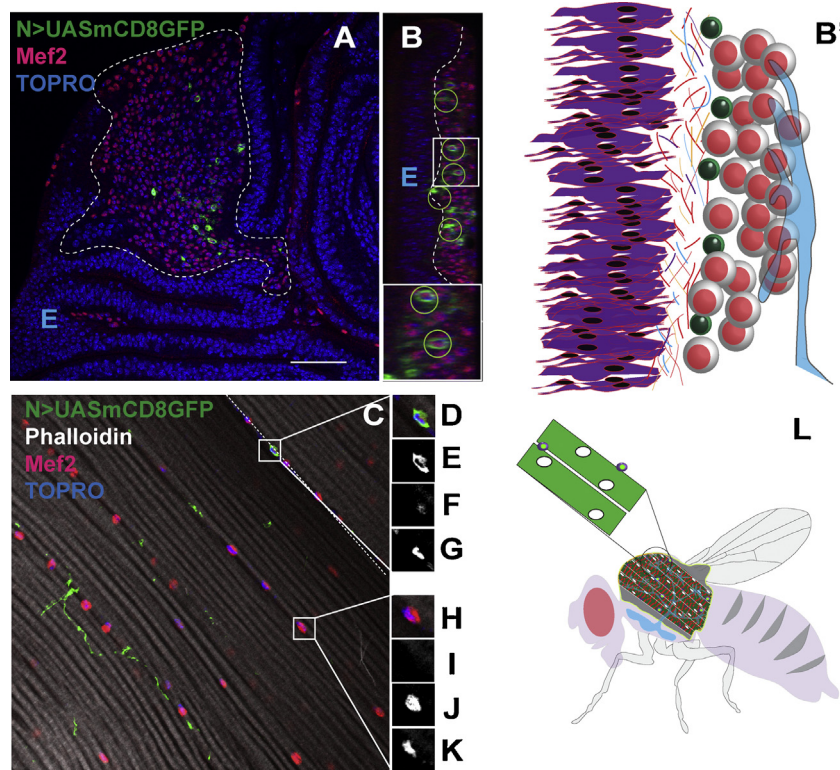 N>UASmCD8GFP
Mef2
TOPRO
A
E
B
E
B'
N>UASmCD8GFP
Phalloidin
Mef2
TOPRO
C
D
E
F
G
H
I
J
K
L